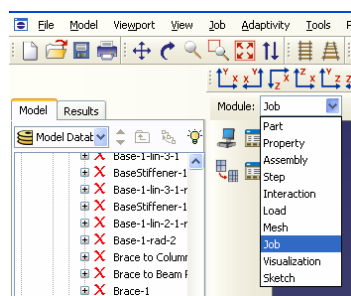 File Model Viewport View Job Adaptivity Tools
Model Results
Module: Job
Model Datab
Part
Property
Assembly
Step
Interaction
Load
Mesh
Job
Visualization
Sketch
Base-1-lin-3-1
BaseStiffener-1
Base-1-lin-3-1-r
BaseStiffener-1
Base-1-lin-2-1-r
Base-1-rad-2
Brace to Column
Brace to Beam F
Brace-1